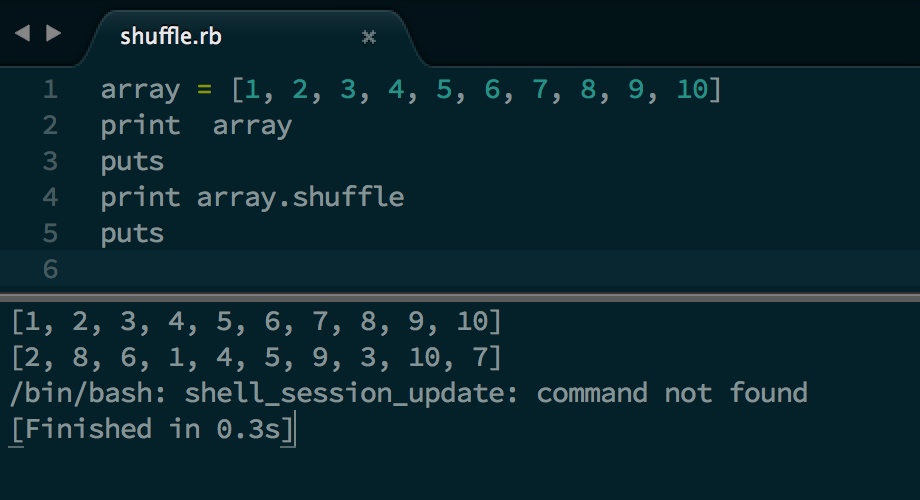 shuffle.rb
1 array = [1, 2, 3, 4, 5, 6, 7, 8, 9, 10]
2 print  array
3 puts
4 print array.shuffle
5 puts
6
[1, 2, 3, 4, 5, 6, 7, 8, 9, 10]
[2, 8, 6, 1, 4, 5, 9, 3, 10, 7]
/bin/bash: shell_session_update: command not found
[Finished in 0.3s]